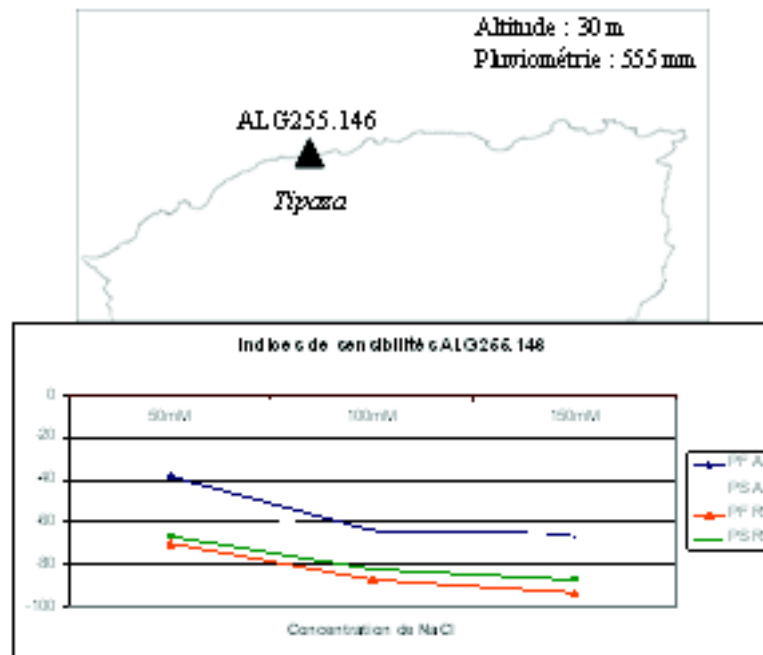 Altitude : 30 m
Pluviométrie : 555 mm
ALG255.146
Tipaza
Indices de sensibilités ALG255.146
0
50mM
100mM
150mM
-20
-40
-60
-80
-100
Concentration de NaCl
PF A
PS A
PF R
PS R